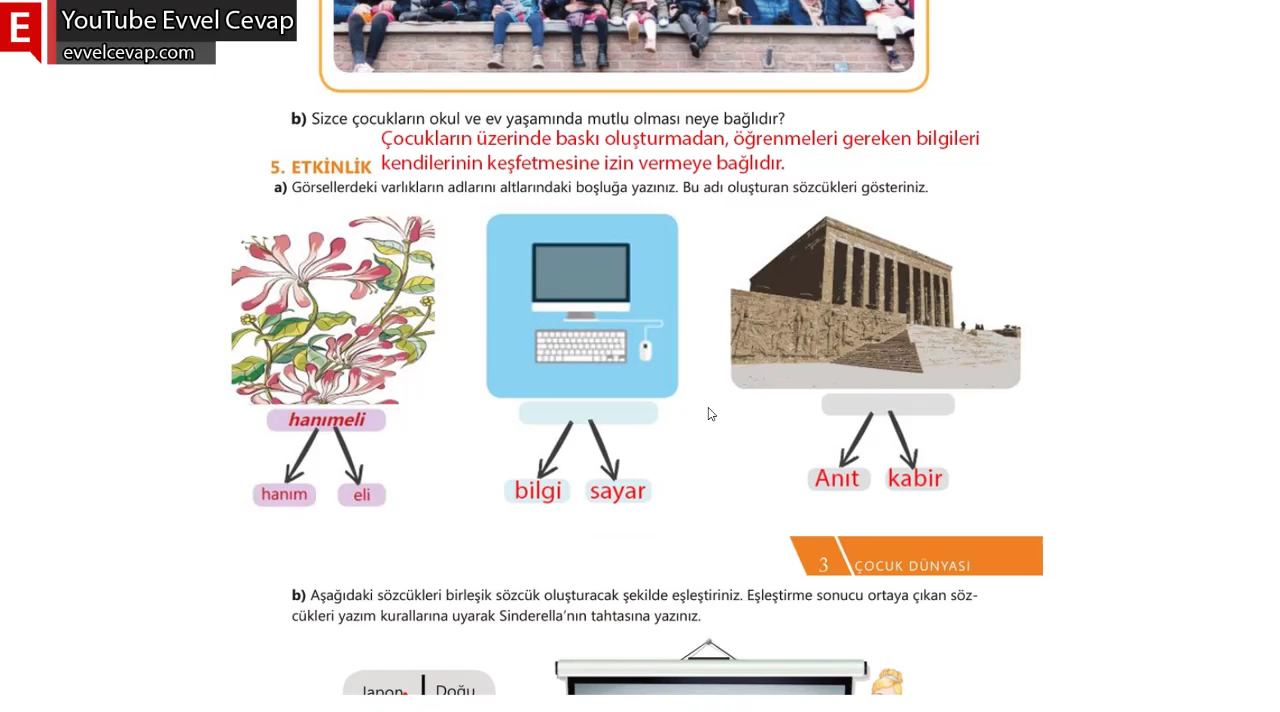 E
YouTube Evvel Cevap
evvelcevap.com
b) Sizce çocukların okul ve ev yaşamında mutlu olması neye bağlıdır?
Çocukların üzerinde baskı oluşturmadan, öğrenmeleri gereken bilgileri
kendilerinin keşfetmesine izin vermeye bağlıdır.
5. ETKİNLİK
a) Görsellerdeki varlıkların adlarını altlarındaki boşluğa yazınız. Bu adı oluşturan sözcükleri gösteriniz.
hanımeli
hanım eli
bilgi sayar
Anıt kabir
3 ÇOCUK DÜNYASI
b) Aşağıdaki sözcükleri birleşik sözcük oluşturacak şekilde eşleştiriniz. Eşleştirme sonucu ortaya çıkan söz-
cükleri yazım kurallarına uyarak Sinderella’nın tahtasına yazınız.
Japon Doğu